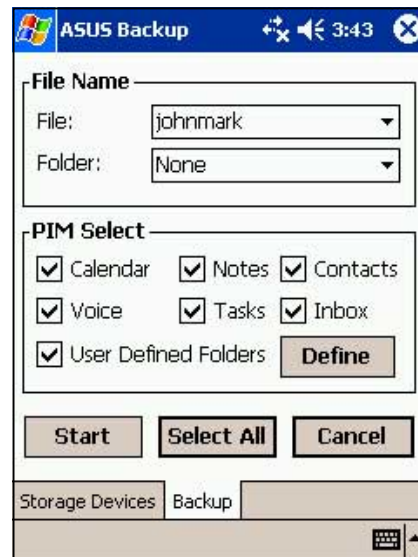 ASUS Backup 3:43
File Name
File: johnmark
Folder: None
PIM Select
Calendar Notes Contacts
Voice Tasks Inbox
User Defined Folders Define
Start Select All Cancel
Storage Devices Backup